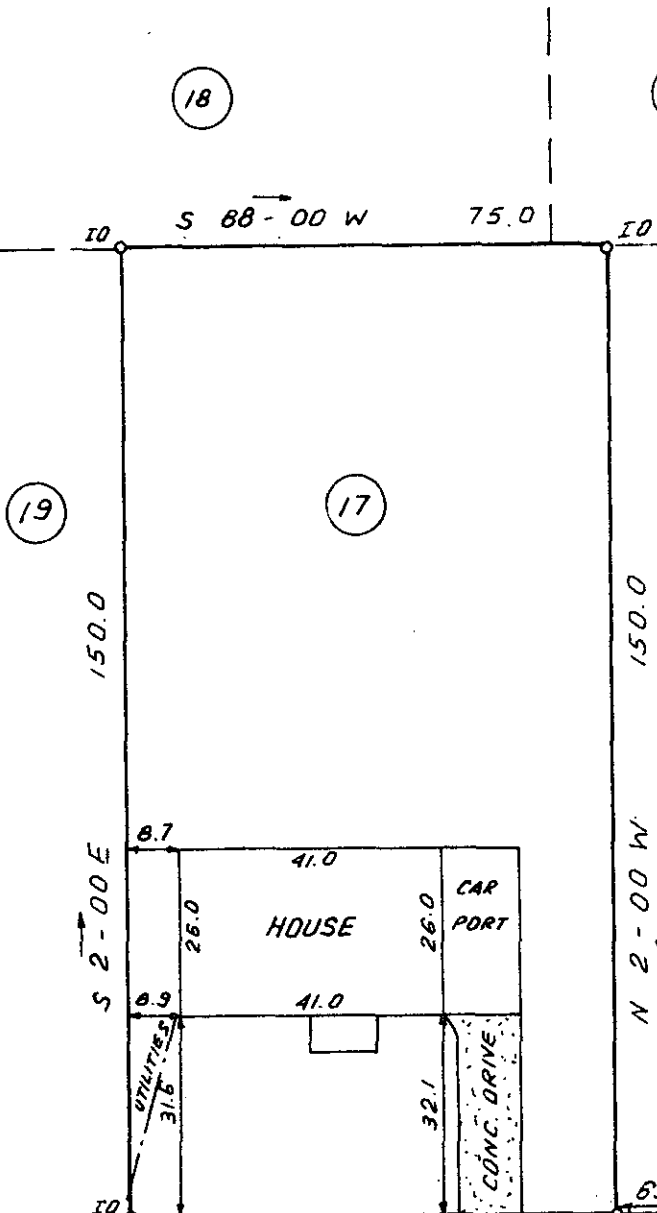 18
S 88-00 W 75.0
IO
IO
19
17
150.0
150.0
8.7
41.0
S 2-00 E
26.0
HOUSE
26.0
CAR
PORT
N 2-00 W
8.9
41.0
UTILITIES
31.6
32.1
CONC. DRIVE
IO